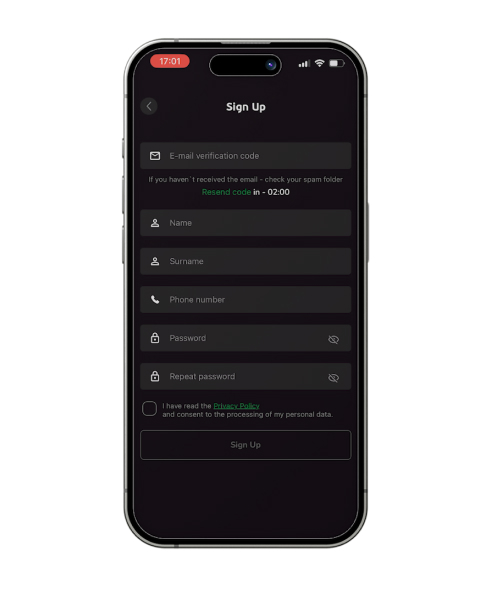 17:01
Sign Up
E-mail verification code
If you haven´t received the email - check your spam folder
Resend code in - 02:00
Name
Surname
Phone number
Password
Repeat password
I have read the Privacy Policy
and consent to the processing of my personal data.
Sign Up